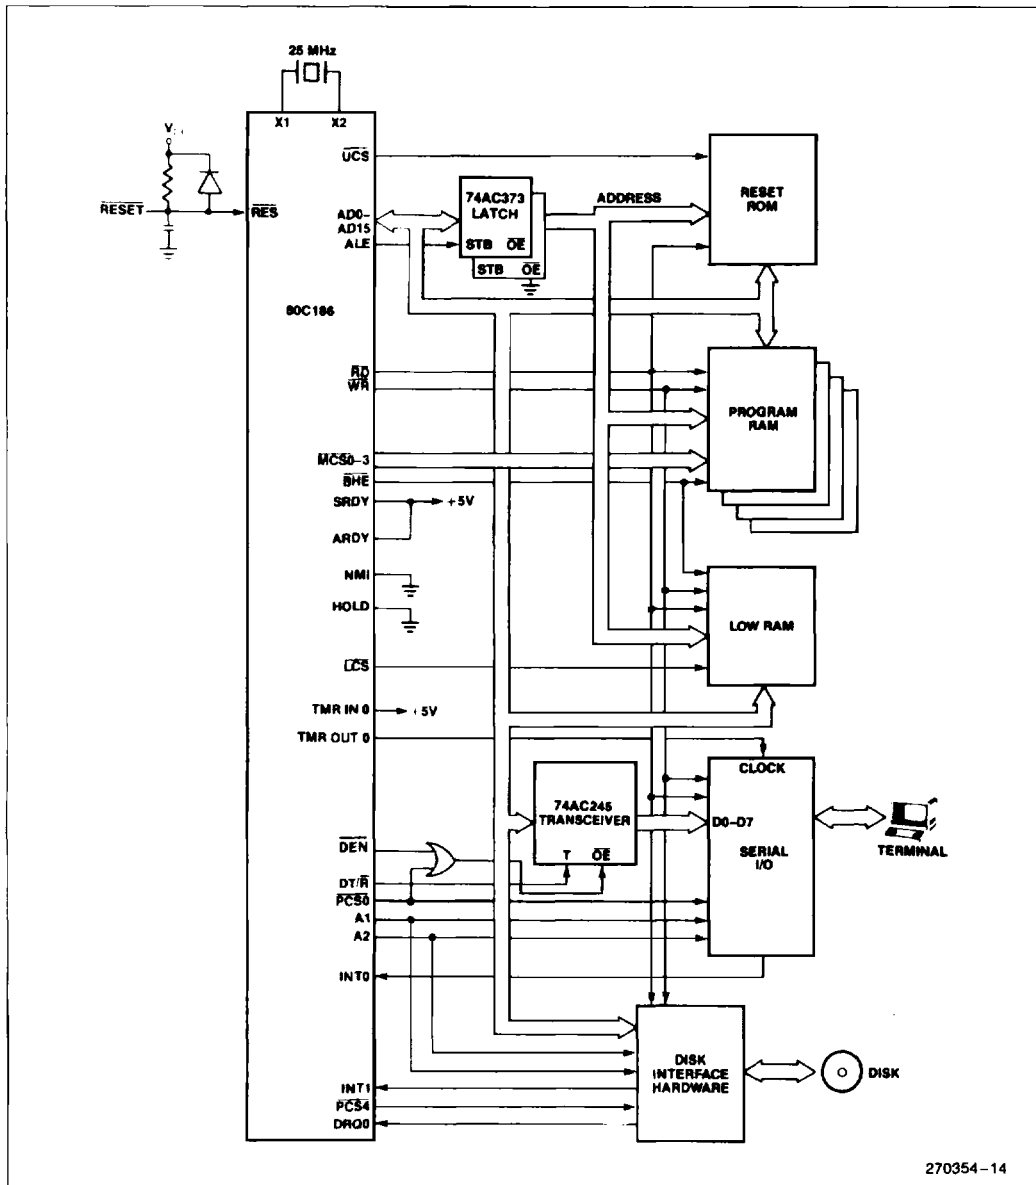 25 MHz
X1 X2
V
RESET
RES
UCS
AD0–
AD15
ALE
80C186
74AC373
LATCH
STB OE
STB OE
ADDRESS
RESET
ROM
RD
WR
MCS0–3
BHE
SRDY
+5V
ARDY
NMI
HOLD
PROGRAM
RAM
LCS
LOW RAM
TMR IN 0
+5V
TMR OUT 0
CLOCK
74AC245
TRANSCEIVER
T OE
D0–D7
SERIAL
I/O
TERMINAL
DEN
DT/R
PCS0
A1
A2
INT0
DISK
INTERFACE
HARDWARE
DISK
INT1
PCS4
DRQ0
270354–14